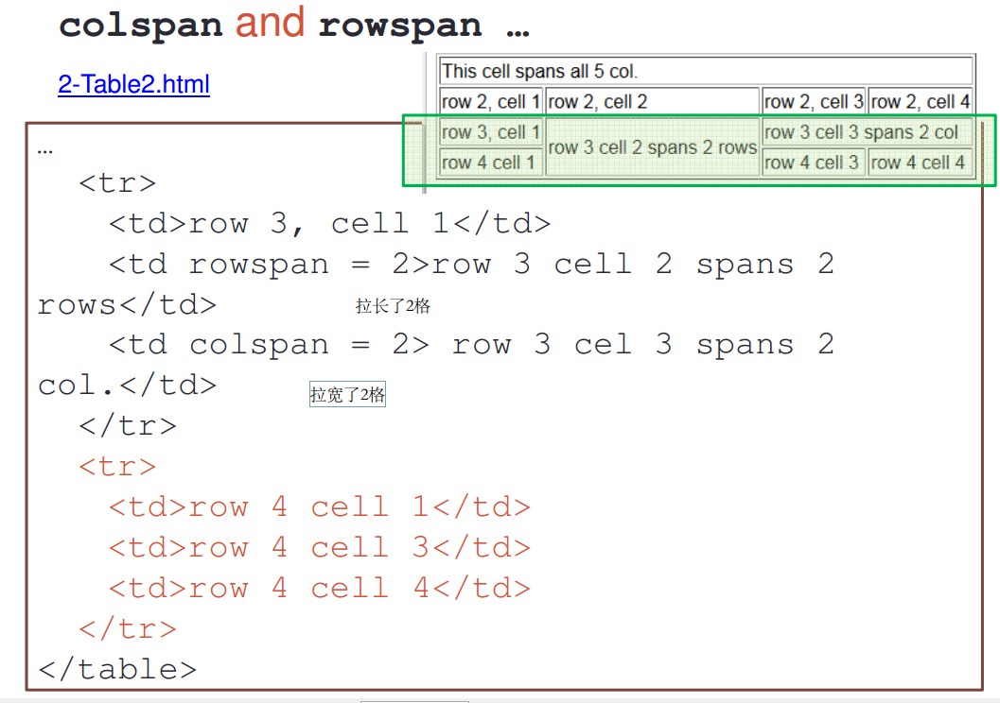 colspan and rowspan …
2-Table2.html
This cell spans all 5 col.
row 2, cell 1 row 2, cell 2 row 2, cell 3 row 2, cell 4
row 3, cell 1 row 3 cell 2 spans 2 rows row 3 cell 3 spans 2 col
row 4 cell 1 row 4 cell 3 row 4 cell 4
…
<tr>
<td>row 3, cell 1</td>
<td rowspan = 2>row 3 cell 2 spans 2
rows</td>
拉长了2格
<td colspan = 2> row 3 cel 3 spans 2
col.</td>
拉宽了2格
</tr>
<tr>
<td>row 4 cell 1</td>
<td>row 4 cell 3</td>
<td>row 4 cell 4</td>
</tr>
</table>